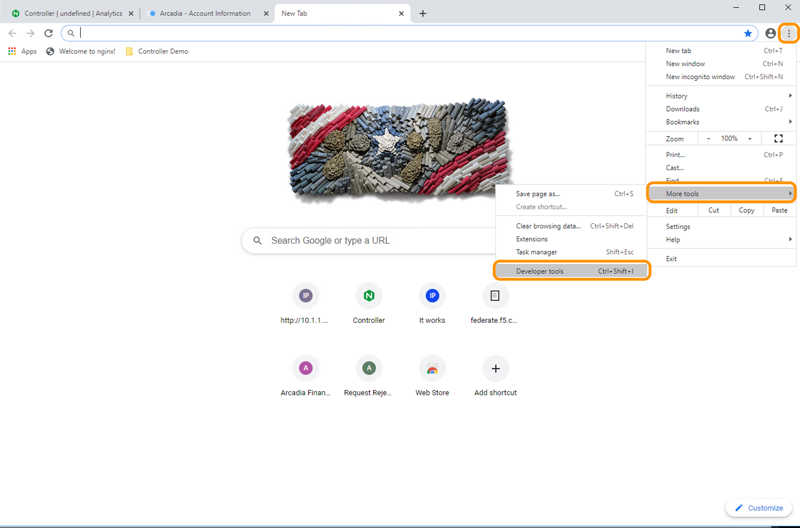 Controller | undefined | Analytics
Arcadia - Account Information
New Tab
Apps
Welcome to nginx!
Controller Demo
New tab Ctrl+T
New window Ctrl+N
New incognito window Ctrl+Shift+N
History
Downloads Ctrl+J
Bookmarks
Zoom - 100% +
Print... Ctrl+P
Cast...
Find... Ctrl+F
More tools
Edit Cut Copy Paste
Settings
Help
Exit
Save page as... Ctrl+S
Create shortcut...
Clear browsing data... Ctrl+Shift+Del
Extensions
Task manager Shift+Esc
Developer tools Ctrl+Shift+I
Search Google or type a URL
IP
IP
http://10.1.1....
Controller
It works
federate.f5.c...
A
A
Arcadia Finan...
Request Reje...
Web Store
Add shortcut
Customize